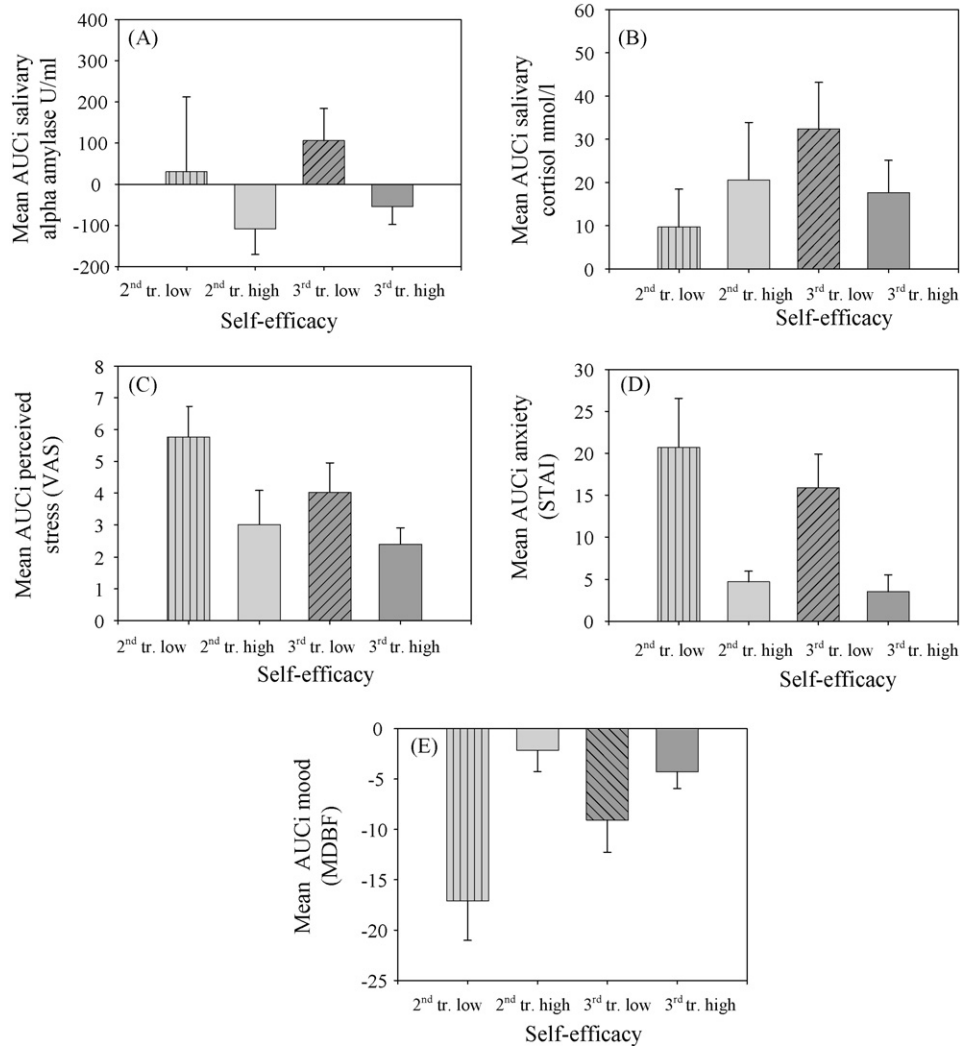 (A)
Mean AUCi salivary
alpha amylase U/ml
400
300
200
100
0
-100
-200
2nd tr. low 2nd tr. high 3rd tr. low 3rd tr. high
Self-efficacy
(B)
Mean AUCi salivary
cortisol nmol/l
60
50
40
30
20
10
0
2nd tr. low 2nd tr. high 3rd tr. low 3rd tr. high
Self-efficacy
(C)
Mean AUCi perceived
stress (VAS)
8
7
6
5
4
3
2
1
0
2nd tr. low 2nd tr. high 3rd tr. low 3rd tr. high
Self-efficacy
(D)
Mean AUCi anxiety
(STAI)
30
25
20
15
10
5
0
2nd tr. low 2nd tr. high 3rd tr. low 3rd tr. high
Self-efficacy
(E)
Mean AUCi mood
(MDBF)
0
-5
-10
-15
-20
-25
2nd tr. low 2nd tr. high 3rd tr. low 3rd tr. high
Self-efficacy